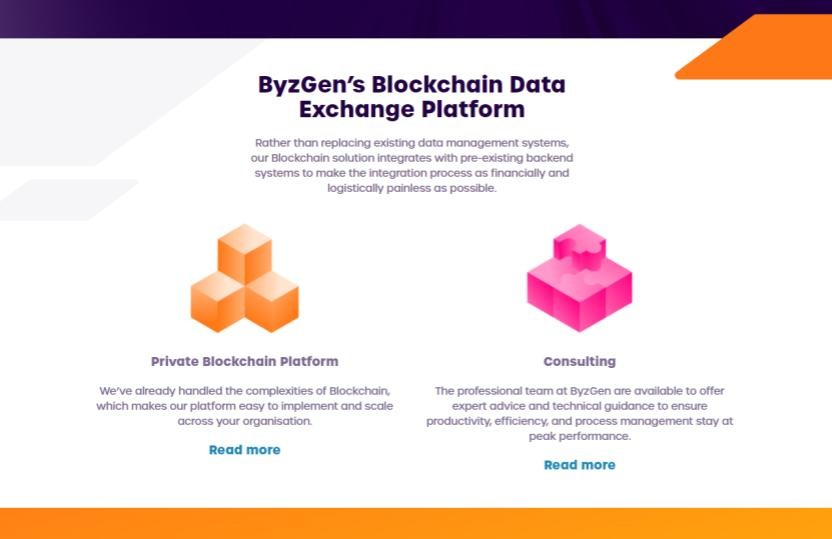 ByzGen’s Blockchain Data
Exchange Platform
Rather than replacing existing data management systems,
our Blockchain solution integrates with pre-existing backend
systems to make the integration process as financially and
logistically painless as possible.
Private Blockchain Platform
We’ve already handled the complexities of Blockchain,
which makes our platform easy to implement and scale
across your organisation.
Read more
Consulting
The professional team at ByzGen are available to offer
expert advice and technical guidance to ensure
productivity, efficiency, and process management stay at
peak performance.
Read more